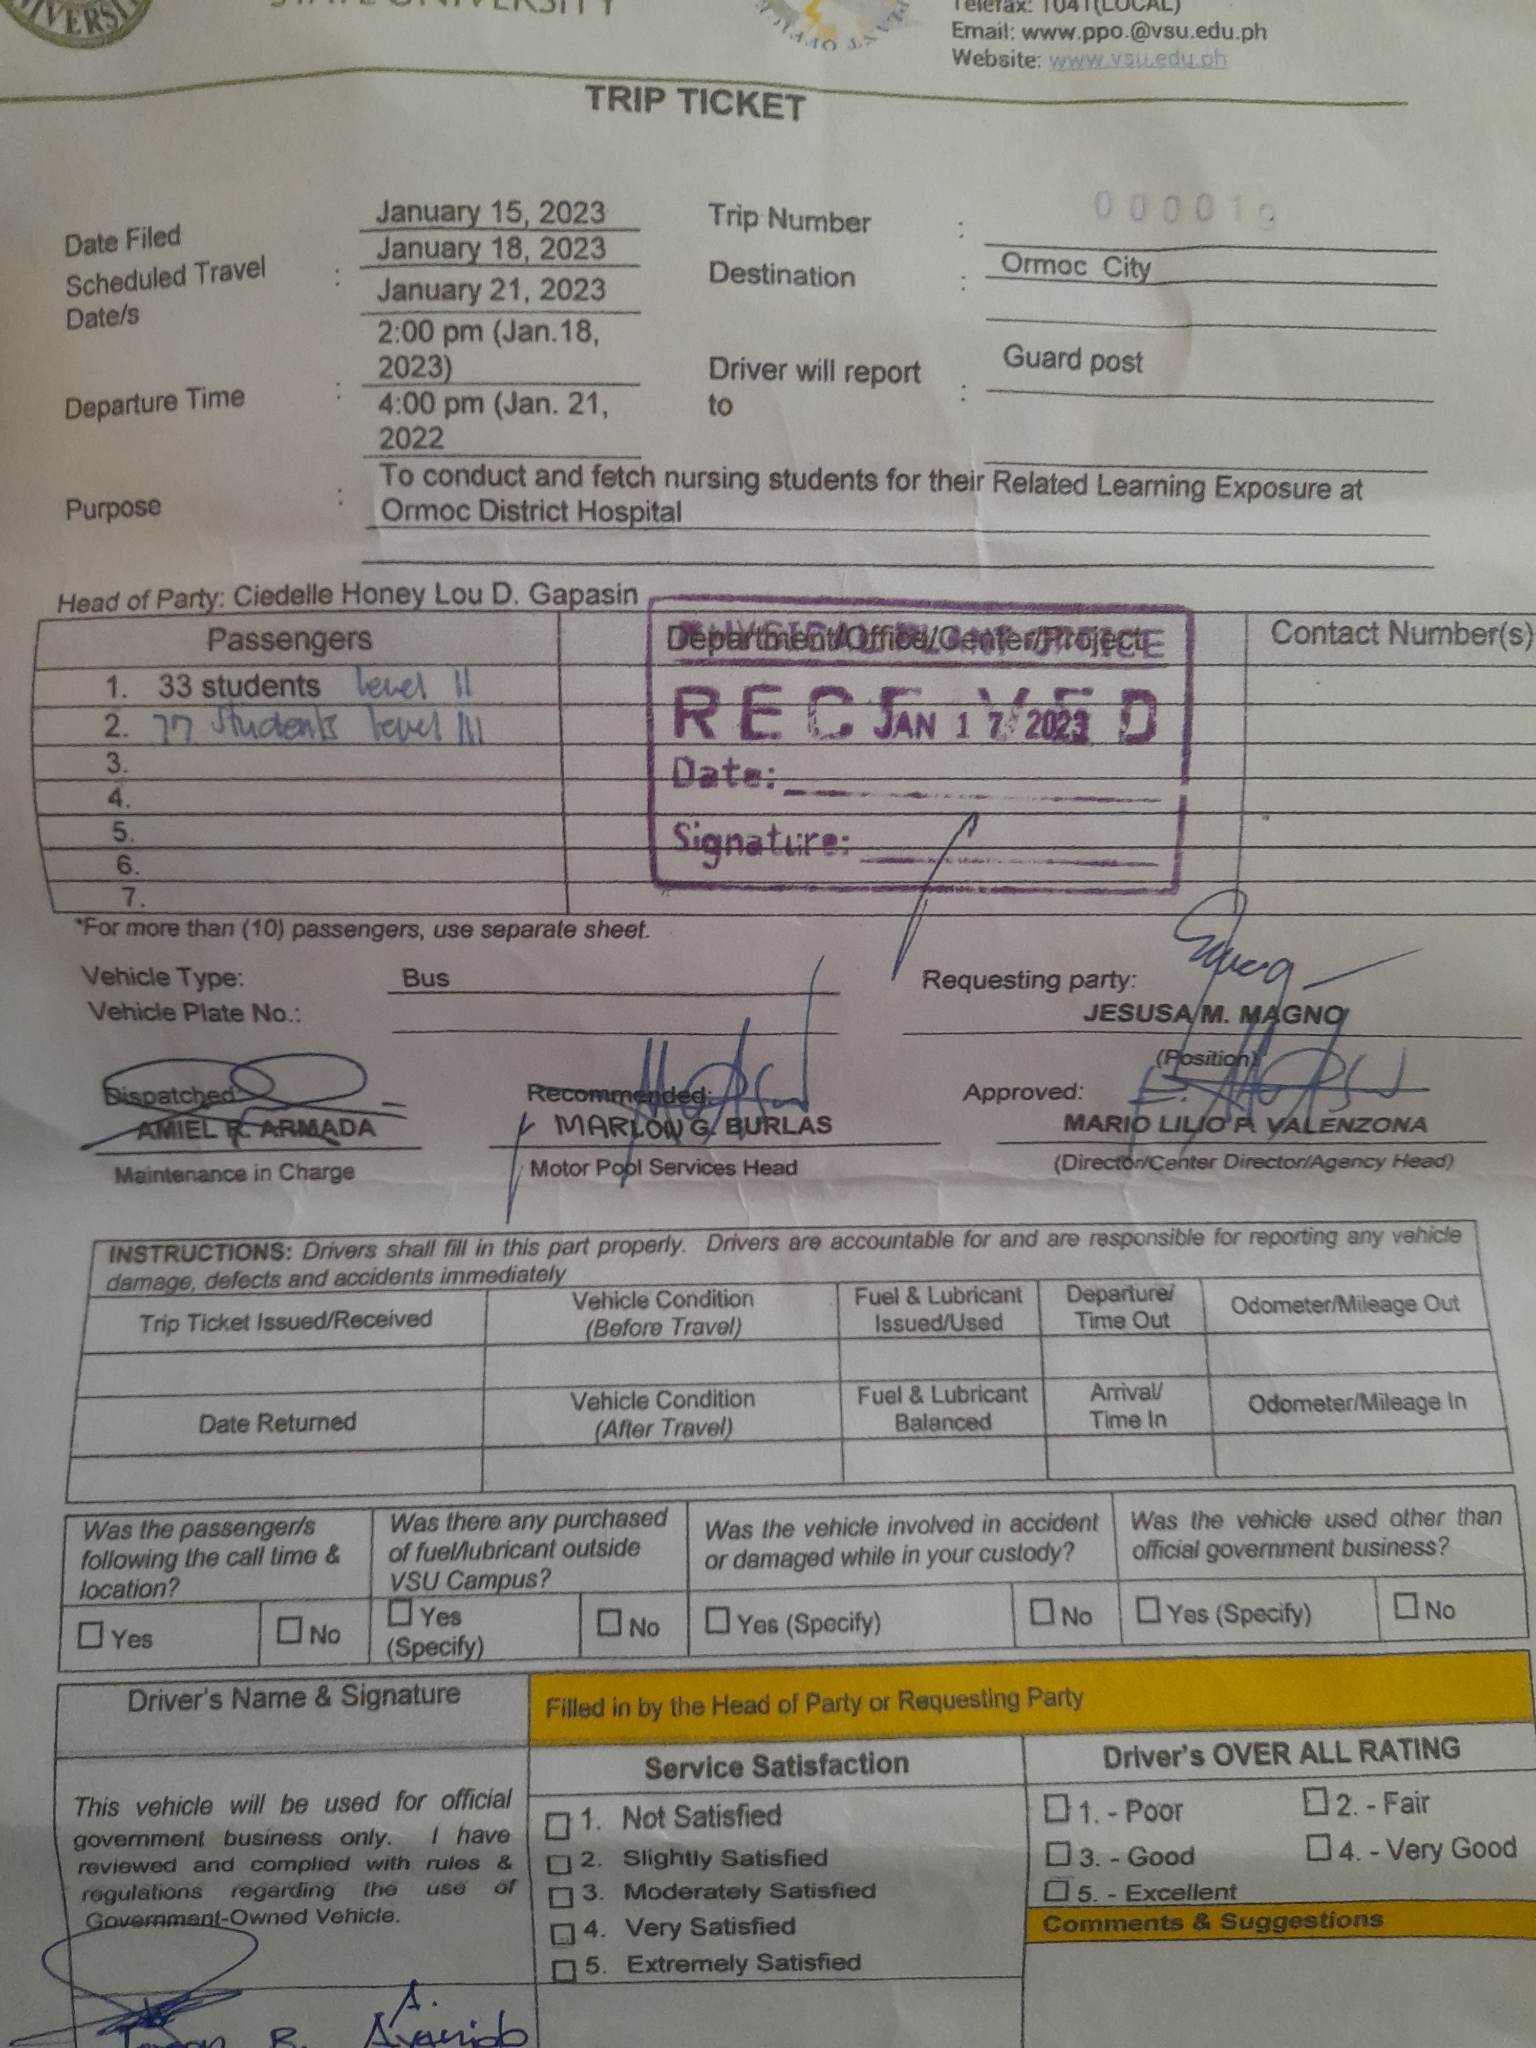 STATE UNIVERSITY
Telefax: 1041(LOCAL)
Email: www.ppo.@vsu.edu.ph
Website: www.vsu.edu.ph
TRIP TICKET
Date Filed January 15, 2023 Trip Number : 000019
Scheduled Travel Date/s : January 18, 2023 Destination : Ormoc City
January 21, 2023
Departure Time : 2:00 pm (Jan.18, 2023) Driver will report to : Guard post
4:00 pm (Jan. 21, 2022
Purpose : To conduct and fetch nursing students for their Related Learning Exposure at
Ormoc District Hospital
Head of Party: Ciedelle Honey Lou D. Gapasin
Passengers Department/Office/Center/Project Contact Number(s)
1. 33 students level II
2. 77 students level III
3.
4.
5.
6.
7.
PHYSICAL PLANT OFFICE
RECEIVED
JAN 17 2023
Date:
Signature:
*For more than (10) passengers, use separate sheet.
Vehicle Type: Bus Requesting party:
Vehicle Plate No.: JESUSA M. MAGNO
(Position)
Dispatched: Recommended: Approved:
AMIEL R. ARMADA MARLON G. BURLAS MARIO LILIO P. VALENZONA
Maintenance in Charge Motor Pool Services Head (Director/Center Director/Agency Head)
INSTRUCTIONS: Drivers shall fill in this part properly. Drivers are accountable for and are responsible for reporting any vehicle
damage, defects and accidents immediately
Trip Ticket Issued/Received Vehicle Condition (Before Travel) Fuel & Lubricant Issued/Used Departure/ Time Out Odometer/Mileage Out
Date Returned Vehicle Condition (After Travel) Fuel & Lubricant Balanced Arrival/ Time In Odometer/Mileage In
Was the passenger/s following the call time & location? Was there any purchased of fuel/lubricant outside VSU Campus? Was the vehicle involved in accident or damaged while in your custody? Was the vehicle used other than official government business?
Yes No Yes (Specify) No Yes (Specify) No Yes (Specify) No
Driver's Name & Signature Filled in by the Head of Party or Requesting Party
Service Satisfaction Driver's OVER ALL RATING
This vehicle will be used for official
government business only. I have
reviewed and complied with rules &
regulations regarding the use of
Government-Owned Vehicle.
1. Not Satisfied
2. Slightly Satisfied
3. Moderately Satisfied
4. Very Satisfied
5. Extremely Satisfied
1. - Poor 2. - Fair
3. - Good 4. - Very Good
5. - Excellent
Comments & Suggestions